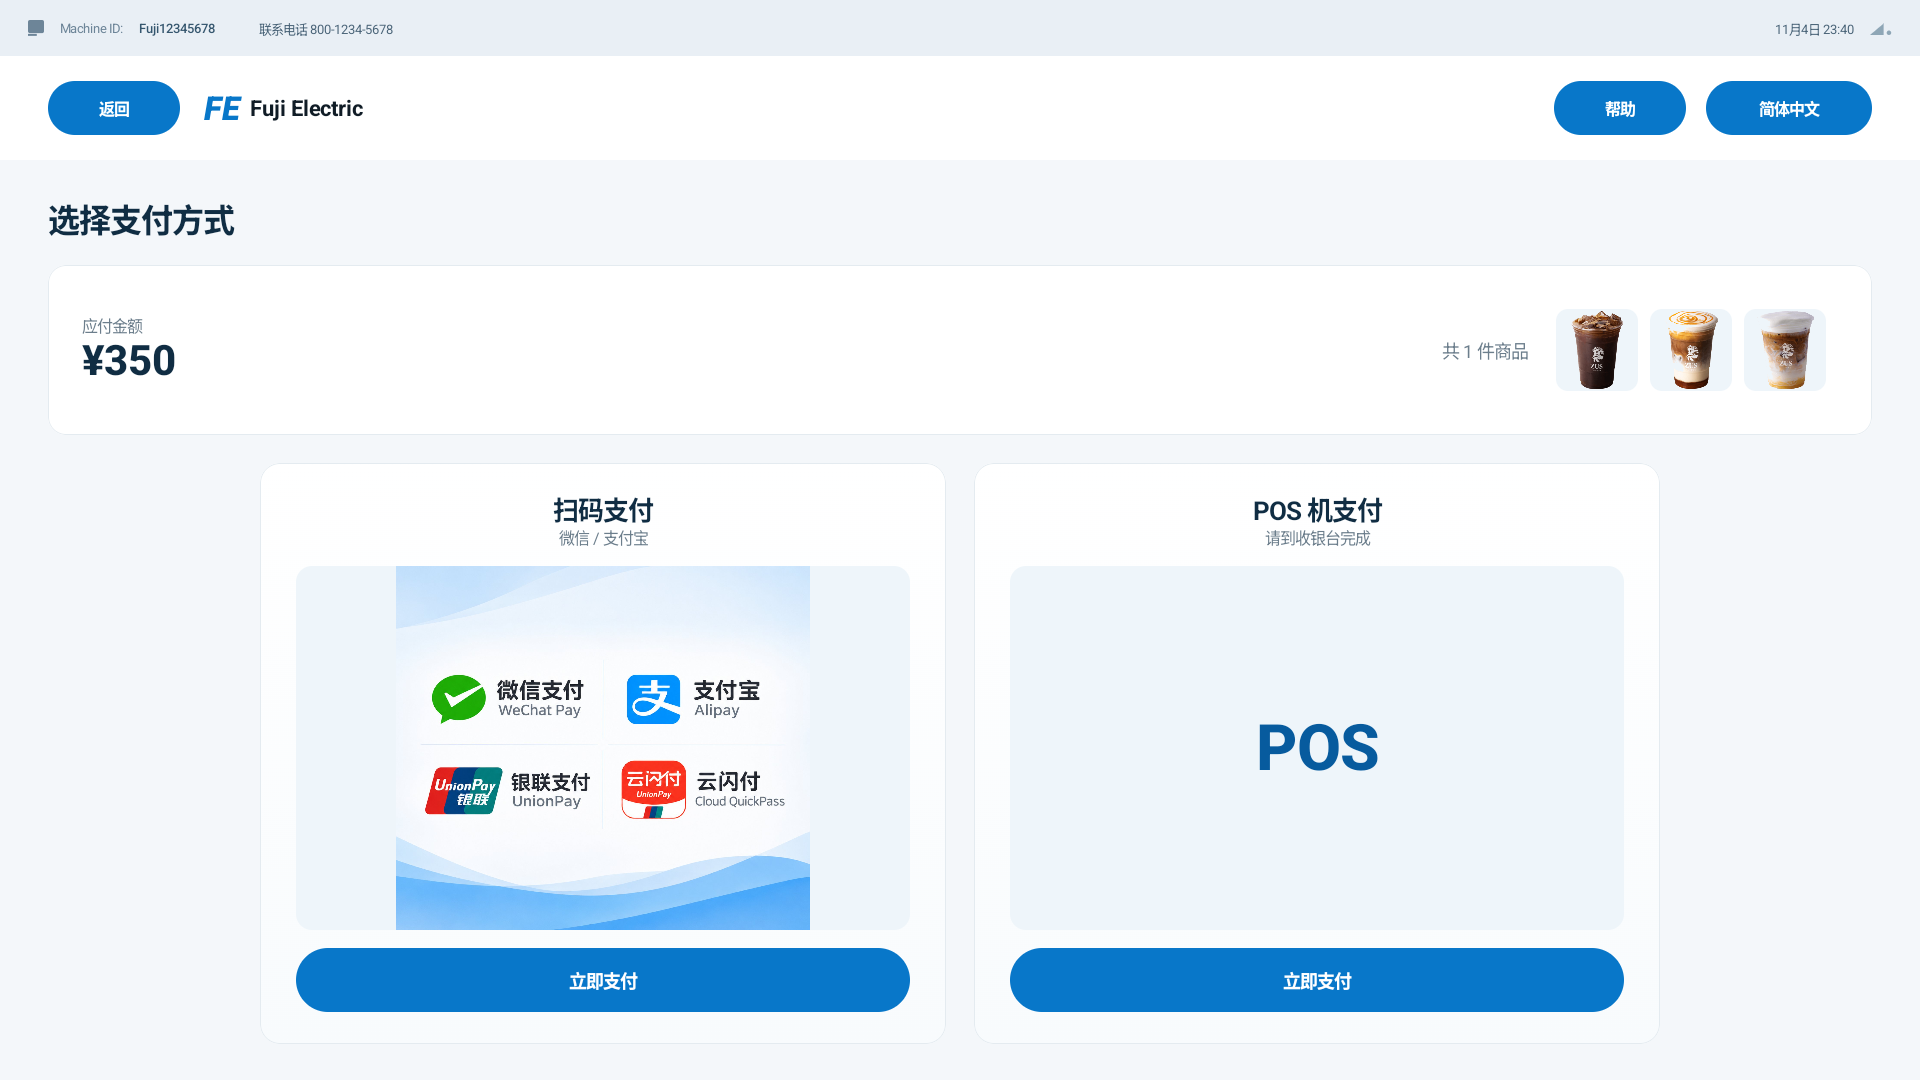 Machine ID: Fuji12345678 联系电话 800-1234-5678 11月4日 23:40
返回 FE Fuji Electric 帮助 简体中文
选择支付方式
应付金额
¥350
共 1 件商品
扫码支付
微信 / 支付宝
微信支付
WeChat Pay
支付宝
Alipay
支
UnionPay
银联
银联支付
UnionPay
云闪付
UnionPay
云闪付
Cloud QuickPass
立即支付
POS 机支付
请到收银台完成
POS
立即支付